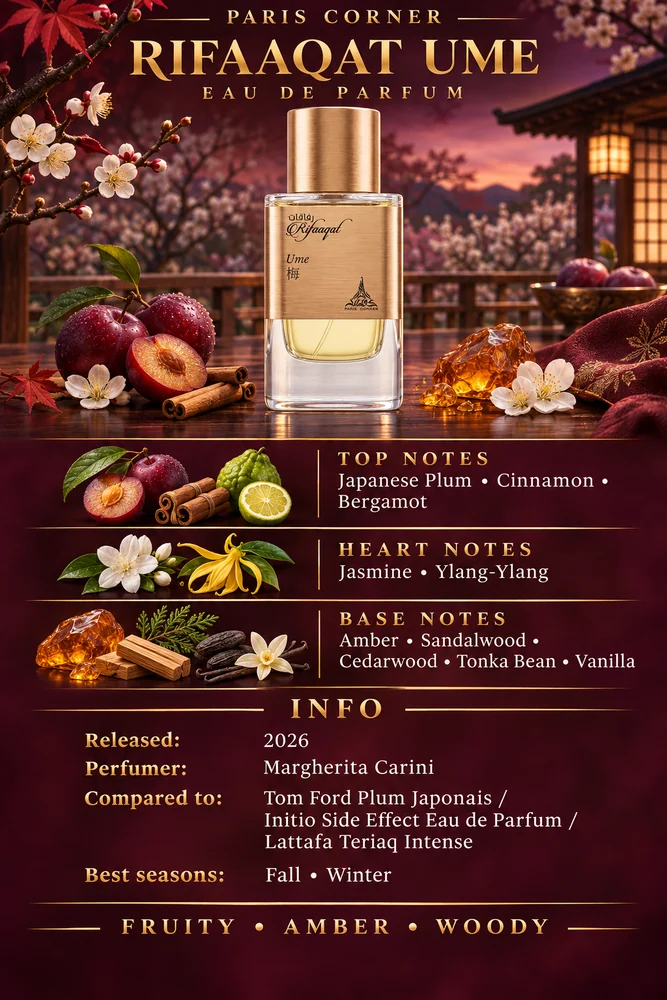 PARIS CORNER
RIFAAQAT UME
EAU DE PARFUM
رفاقات
Rifaaqat
Ume
梅
PARIS CORNER
TOP NOTES
Japanese Plum • Cinnamon •
Bergamot
HEART NOTES
Jasmine • Ylang-Ylang
BASE NOTES
Amber • Sandalwood •
Cedarwood • Tonka Bean • Vanilla
INFO
Released: 2026
Perfumer: Margherita Carini
Compared to: Tom Ford Plum Japonais /
Initio Side Effect Eau de Parfum /
Lattafa Teriaq Intense
Best seasons: Fall • Winter
FRUITY • AMBER • WOODY